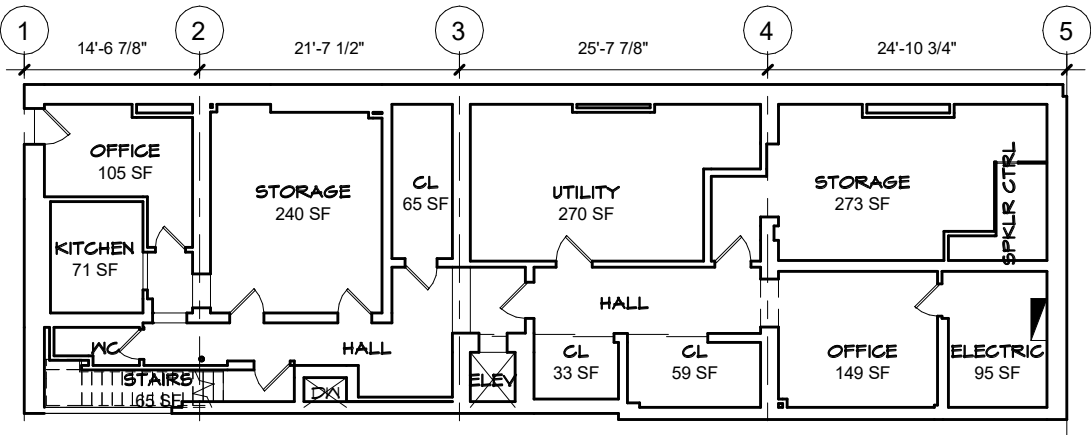 1
2
3
4
5
14'-6 7/8"
21'-7 1/2"
25'-7 7/8"
24'-10 3/4"
OFFICE
105 SF
STORAGE
240 SF
CL
65 SF
UTILITY
270 SF
STORAGE
273 SF
SPKLR CTRL
KITCHEN
71 SF
HALL
WC
HALL
CL
33 SF
CL
59 SF
OFFICE
149 SF
ELECTRIC
95 SF
STAIRS
65 SF
DW
ELEV